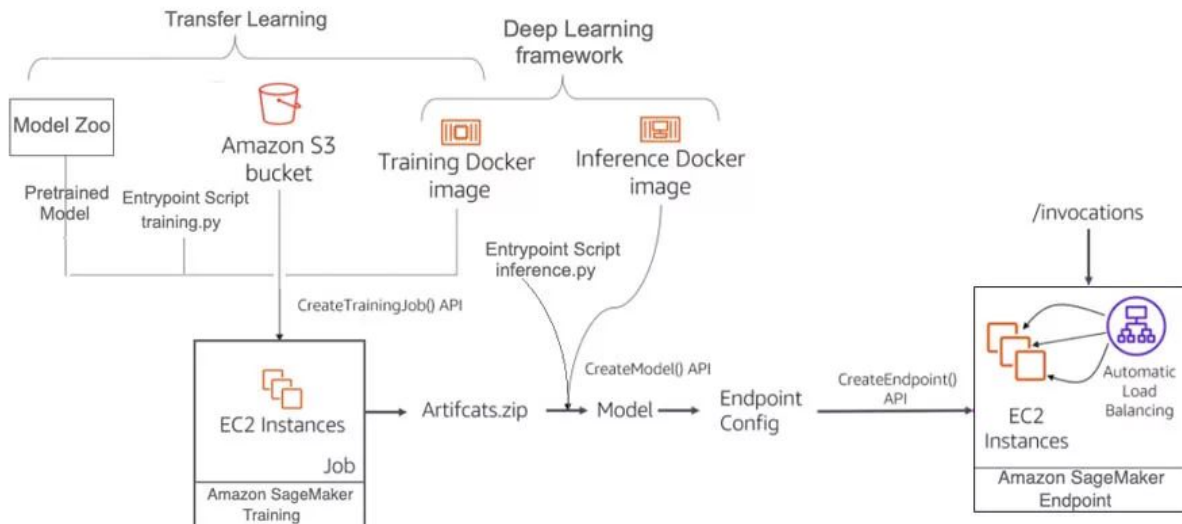 Transfer Learning
Deep Learning
framework
Model Zoo
Amazon S3
bucket
Training Docker
image
Inference Docker
image
Pretrained
Model
Entrypoint Script
training.py
Entrypoint Script
inference.py
/invocations
CreateTrainingJob() API
EC2 Instances
Job
Amazon SageMaker
Training
Artifcats.zip
CreateModel() API
Model
Endpoint
Config
CreateEndpoint()
API
EC2
Instances
Automatic
Load
Balancing
Amazon SageMaker
Endpoint